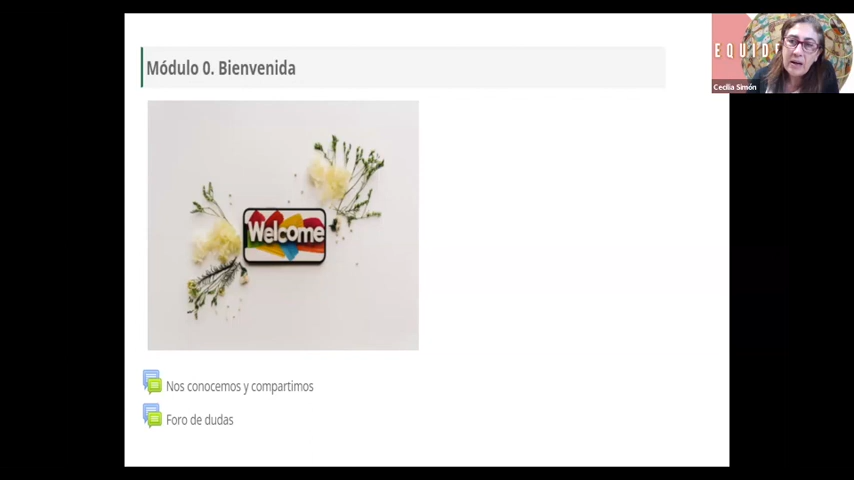 Módulo 0. Bienvenida
EQUID
Cecilia Simón
Welcome
Nos conocemos y compartimos
Foro de dudas